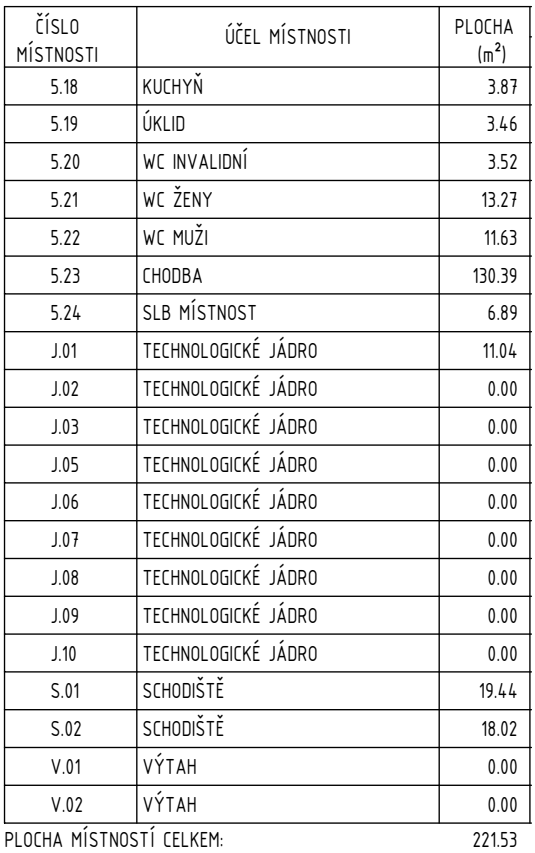 ČÍSLO MÍSTNOSTI ÚČEL MÍSTNOSTI PLOCHA (m²)
5.18 KUCHYŇ 3.87
5.19 ÚKLID 3.46
5.20 WC INVALIDNÍ 3.52
5.21 WC ŽENY 13.27
5.22 WC MUŽI 11.63
5.23 CHODBA 130.39
5.24 SLB MÍSTNOST 6.89
J.01 TECHNOLOGICKÉ JÁDRO 11.04
J.02 TECHNOLOGICKÉ JÁDRO 0.00
J.03 TECHNOLOGICKÉ JÁDRO 0.00
J.05 TECHNOLOGICKÉ JÁDRO 0.00
J.06 TECHNOLOGICKÉ JÁDRO 0.00
J.07 TECHNOLOGICKÉ JÁDRO 0.00
J.08 TECHNOLOGICKÉ JÁDRO 0.00
J.09 TECHNOLOGICKÉ JÁDRO 0.00
J.10 TECHNOLOGICKÉ JÁDRO 0.00
S.01 SCHODIŠTĚ 19.44
S.02 SCHODIŠTĚ 18.02
V.01 VÝTAH 0.00
V.02 VÝTAH 0.00
PLOCHA MÍSTNOSTÍ CELKEM: 221.53